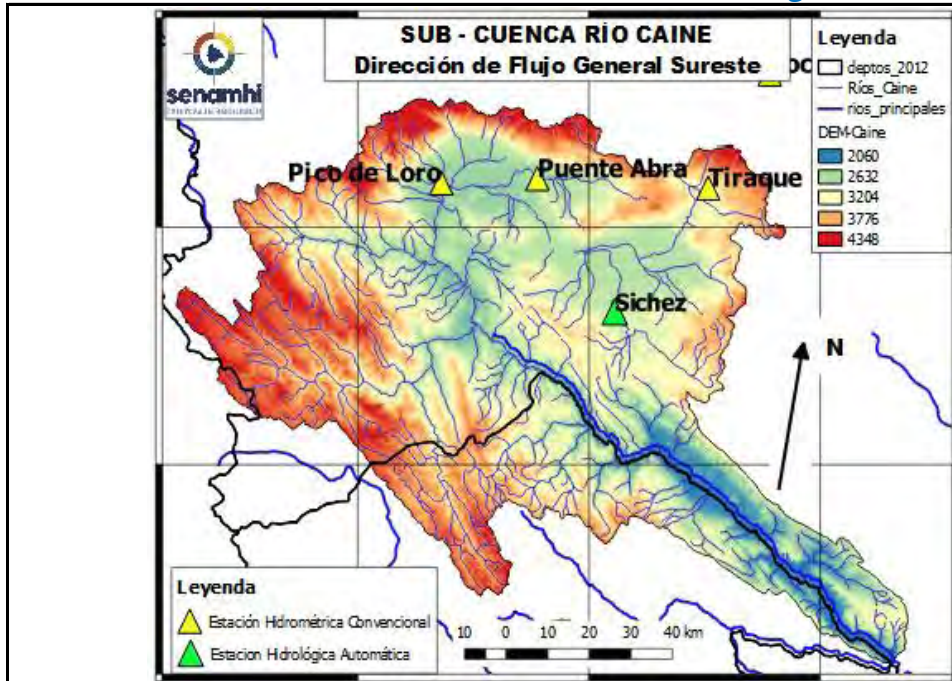 SUB - CUENCA RÍO CAINE
Dirección de Flujo General Sureste
senamhi
Leyenda
deptos_2012
Ríos_Caine
rios_principales
DEM-Caine
2060
2632
3204
3776
4348
Pico de Loro
Puente Abra
Tiraque
Sichez
N
Leyenda
Estación Hidrométrica Convencional
Estacion Hidrológica Automática
10 0 10 20 30 40 km